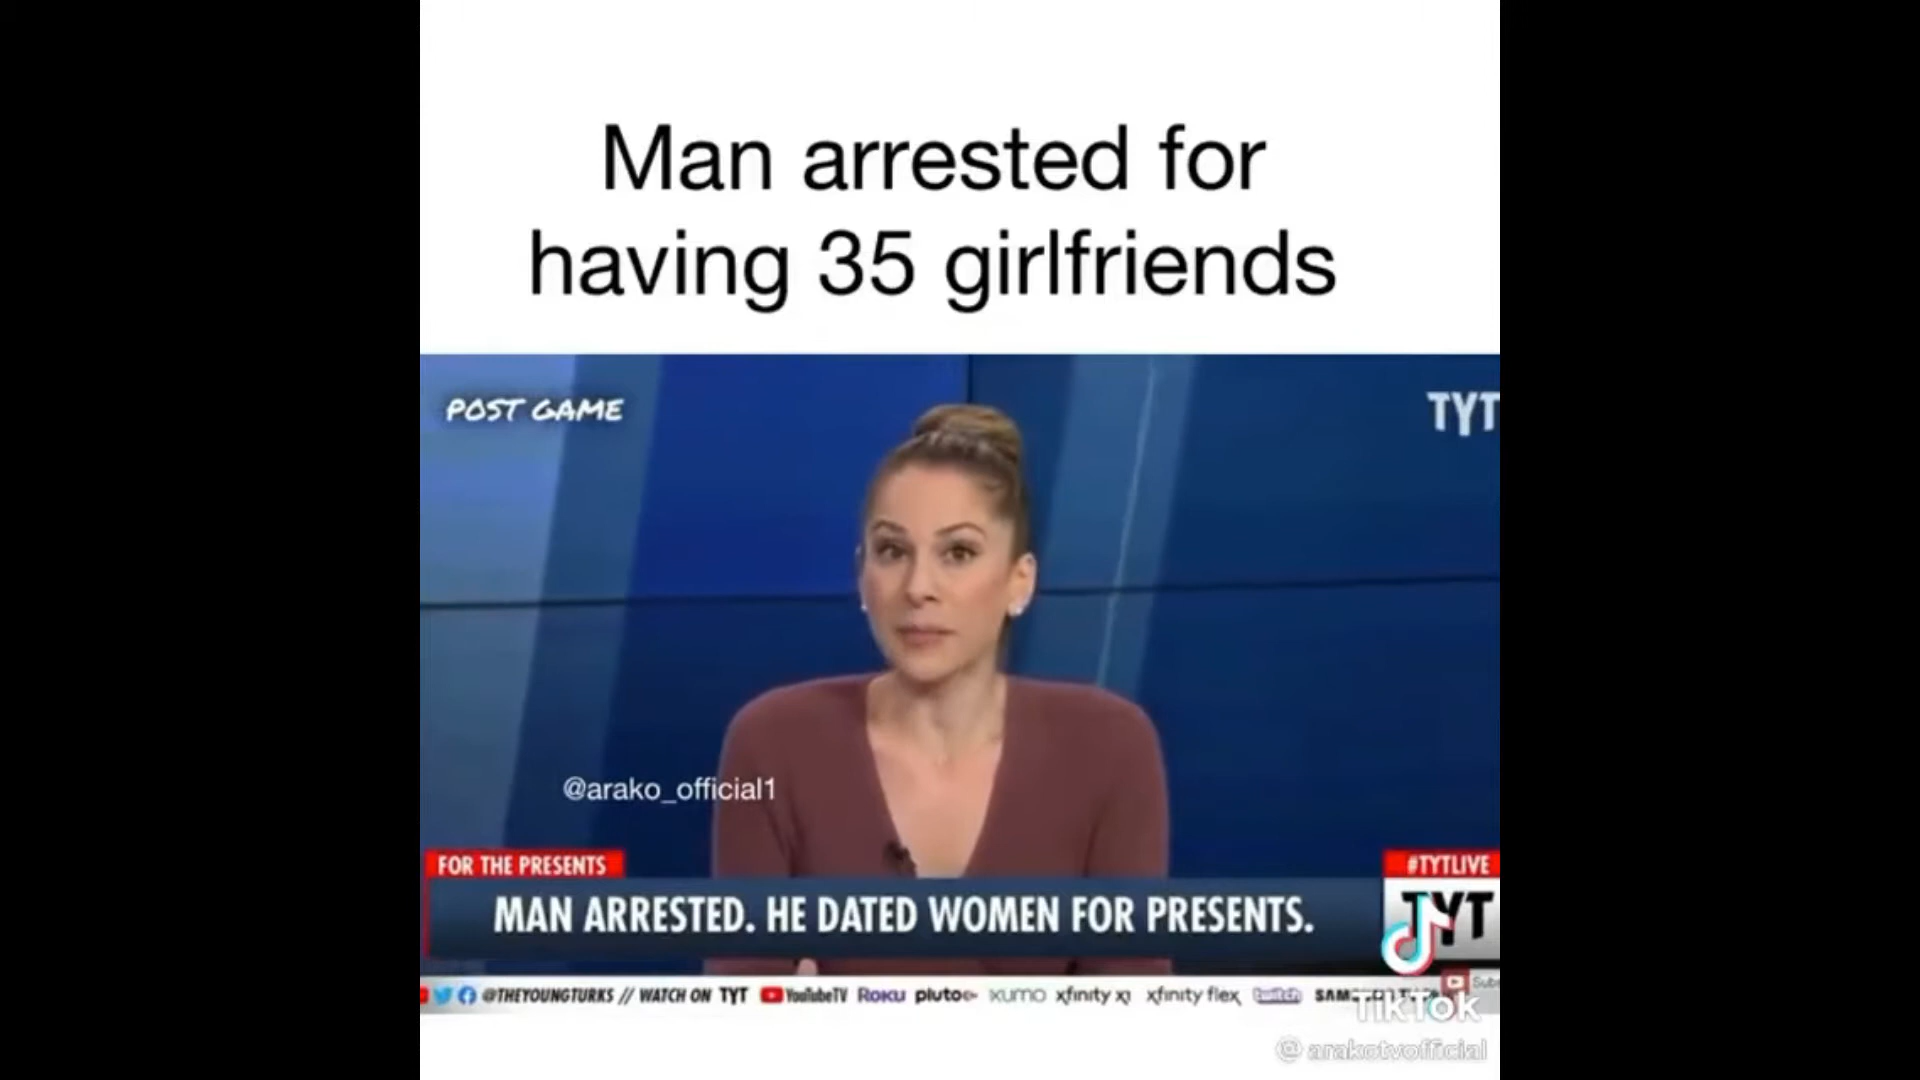 Man arrested for
having 35 girlfriends
POST GAME
TYT
@arako_official1
FOR THE PRESENTS
#TYTLIVE
MAN ARRESTED. HE DATED WOMEN FOR PRESENTS.
TYT
@THEYOUNGTURKS // WATCH ON TYT YouTubeTV ROKU pluto xumo xfinity x1 xfinity flex twitch
TikTok
@arakotvofficial